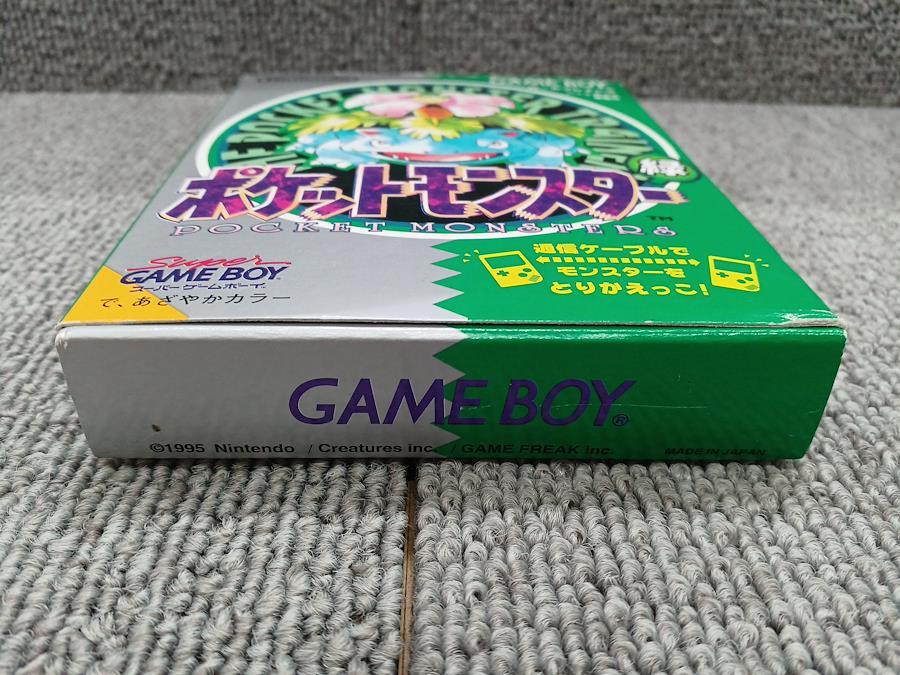 緑
ポケットモンスター
TM
POCKET MONSTERS
通信ケーブルで
モンスターを
とりかえっこ!
Super
GAME BOY®
スーパーゲームボーイ
で、あざやかカラー
GAME BOY®
©1995 Nintendo / Creatures inc. / GAME FREAK inc.
MADE IN JAPAN